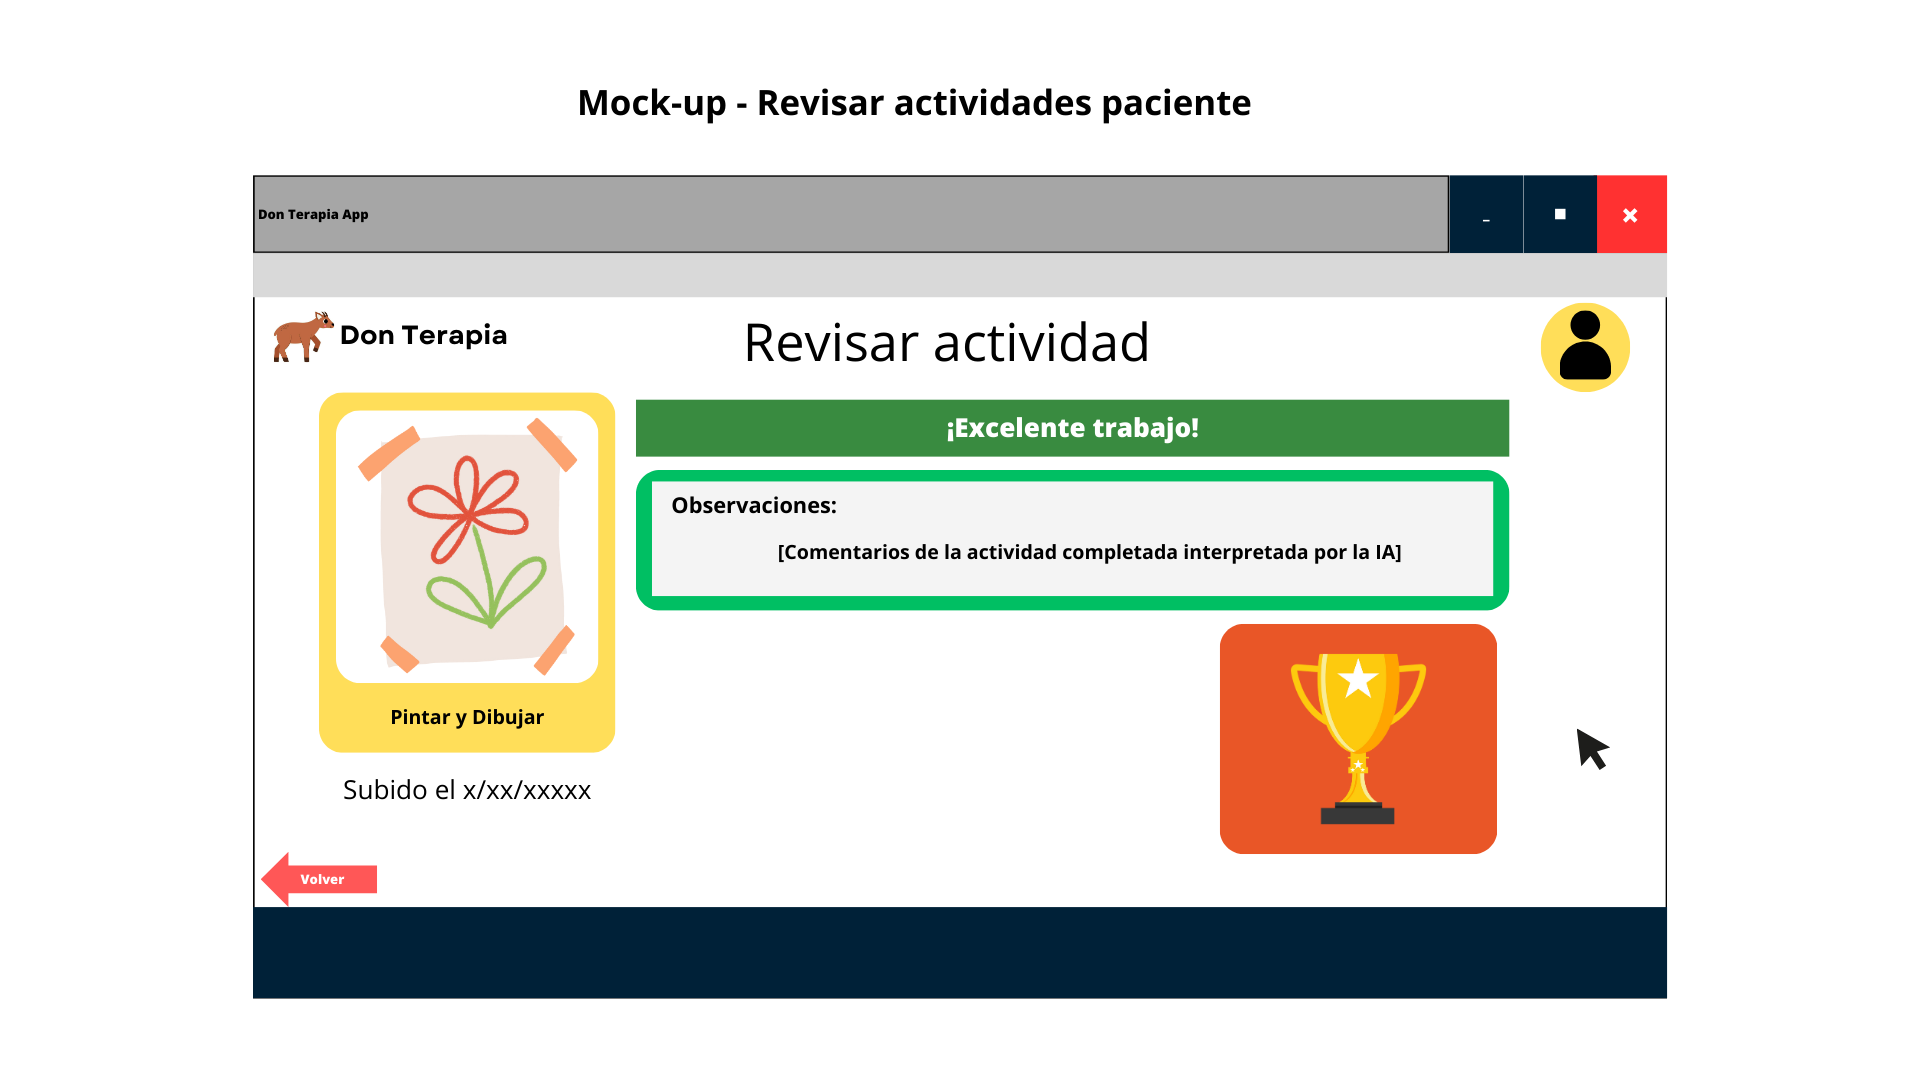 Mock-up - Revisar actividades paciente
Don Terapia App
Don Terapia
Revisar actividad
¡Excelente trabajo!
Observaciones:
[Comentarios de la actividad completada interpretada por la IA]
Pintar y Dibujar
Subido el x/xx/xxxxx
Volver